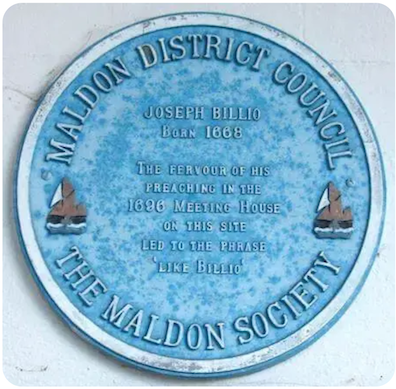 MALDON DISTRICT COUNCIL
JOSEPH BILLIO
BORN 1668
THE FERVOUR OF HIS
PREACHING IN THE
1696 MEETING HOUSE
ON THIS SITE
LED TO THE PHRASE
'LIKE BILLIO'
THE MALDON SOCIETY